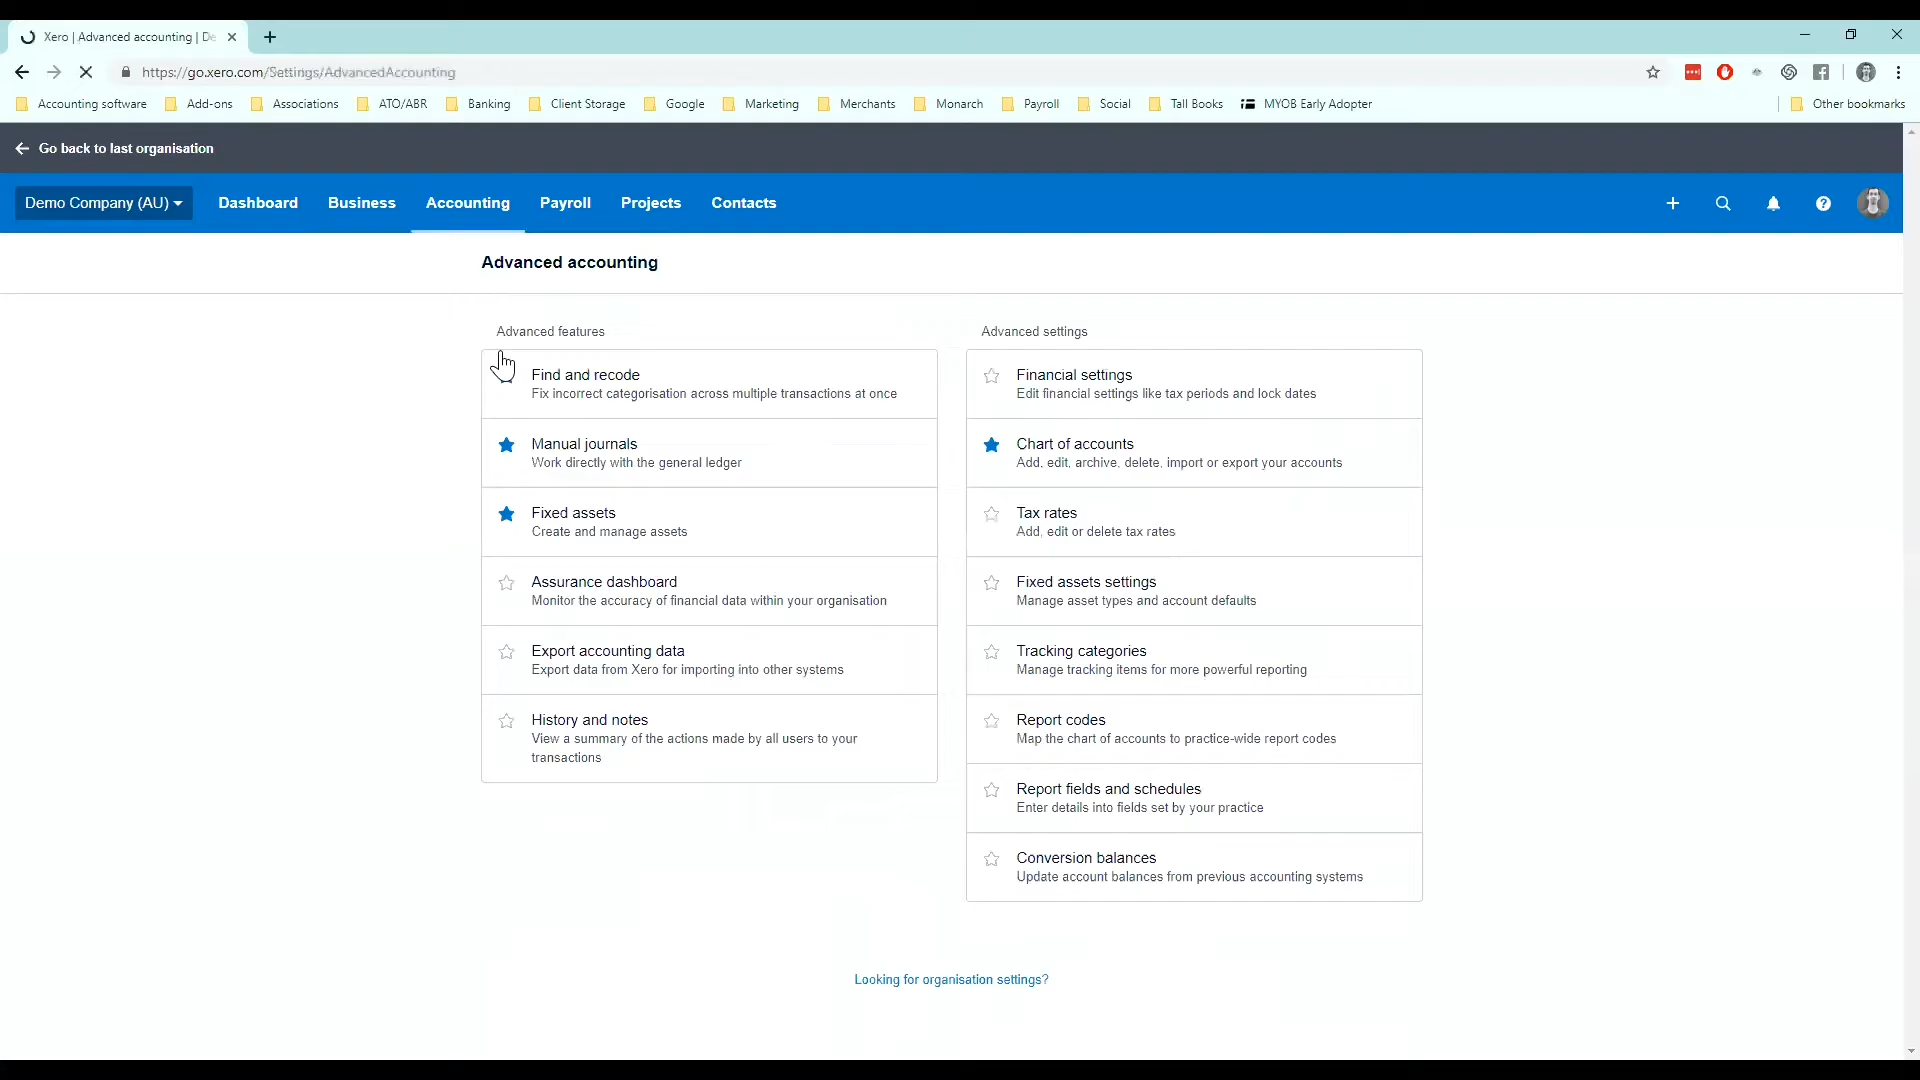 Xero | Advanced accounting | De
https://go.xero.com/Settings/AdvancedAccounting
Accounting software Add-ons Associations ATO/ABR Banking Client Storage Google Marketing Merchants Monarch Payroll Social Tall Books MYOB Early Adopter Other bookmarks
Go back to last organisation
Demo Company (AU) Dashboard Business Accounting Payroll Projects Contacts
Advanced accounting
Advanced features
Find and recode
Fix incorrect categorisation across multiple transactions at once
Manual journals
Work directly with the general ledger
Fixed assets
Create and manage assets
Assurance dashboard
Monitor the accuracy of financial data within your organisation
Export accounting data
Export data from Xero for importing into other systems
History and notes
View a summary of the actions made by all users to your
transactions
Advanced settings
Financial settings
Edit financial settings like tax periods and lock dates
Chart of accounts
Add, edit, archive, delete, import or export your accounts
Tax rates
Add, edit or delete tax rates
Fixed assets settings
Manage asset types and account defaults
Tracking categories
Manage tracking items for more powerful reporting
Report codes
Map the chart of accounts to practice-wide report codes
Report fields and schedules
Enter details into fields set by your practice
Conversion balances
Update account balances from previous accounting systems
Looking for organisation settings?